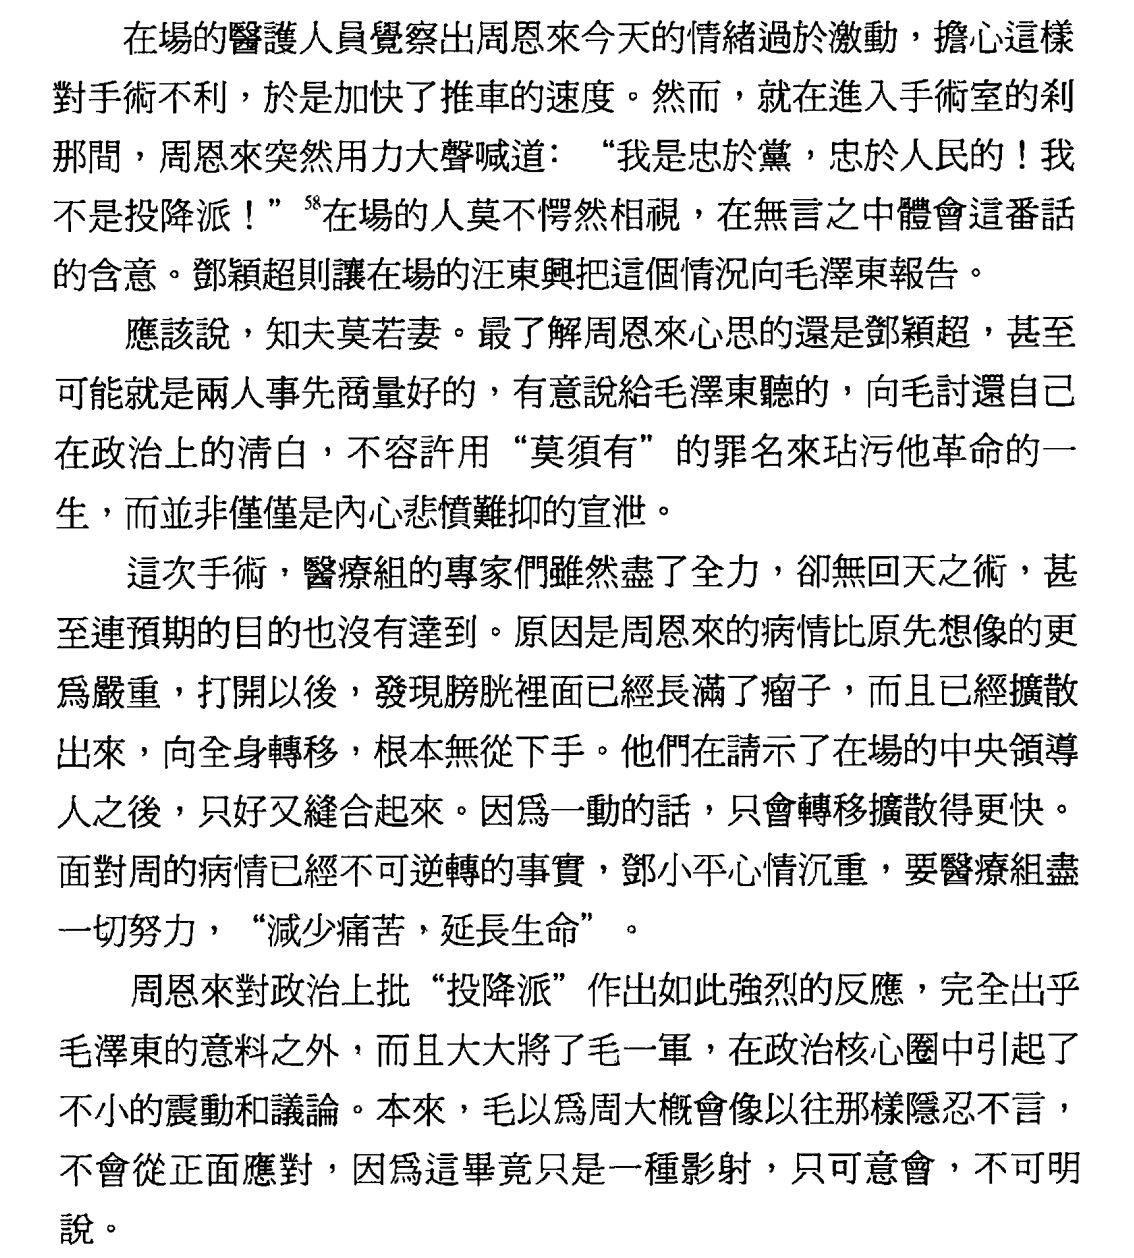 在場的醫護人員覺察出周恩來今天的情緒過於激動，擔心這樣
對手術不利，於是加快了推車的速度。然而，就在進入手術室的剎
那間，周恩來突然用力大聲喊道：“我是忠於黨，忠於人民的！我
不是投降派！”58在場的人莫不愕然相視，在無言之中體會這番話
的含意。鄧穎超則讓在場的汪東興把這個情況向毛澤東報告。
應該說，知夫莫若妻。最了解周恩來心思的還是鄧穎超，甚至
可能就是兩人事先商量好的，有意說給毛澤東聽的，向毛討還自己
在政治上的清白，不容許用“莫須有”的罪名來玷污他革命的一
生，而並非僅僅是內心悲憤難抑的宣泄。
這次手術，醫療組的專家們雖然盡了全力，卻無回天之術，甚
至連預期的目的也沒有達到。原因是周恩來的病情比原先想像的更
爲嚴重，打開以後，發現膀胱裡面已經長滿了瘤子，而且已經擴散
出來，向全身轉移，根本無從下手。他們在請示了在場的中央領導
人之後，只好又縫合起來。因爲一動的話，只會轉移擴散得更快。
面對周的病情已經不可逆轉的事實，鄧小平心情沉重，要醫療組盡
一切努力，“減少痛苦，延長生命”。
周恩來對政治上批“投降派”作出如此強烈的反應，完全出乎
毛澤東的意料之外，而且大大將了毛一軍，在政治核心圈中引起了
不小的震動和議論。本來，毛以爲周大概會像以往那樣隱忍不言，
不會從正面應對，因爲這畢竟只是一種影射，只可意會，不可明
說。